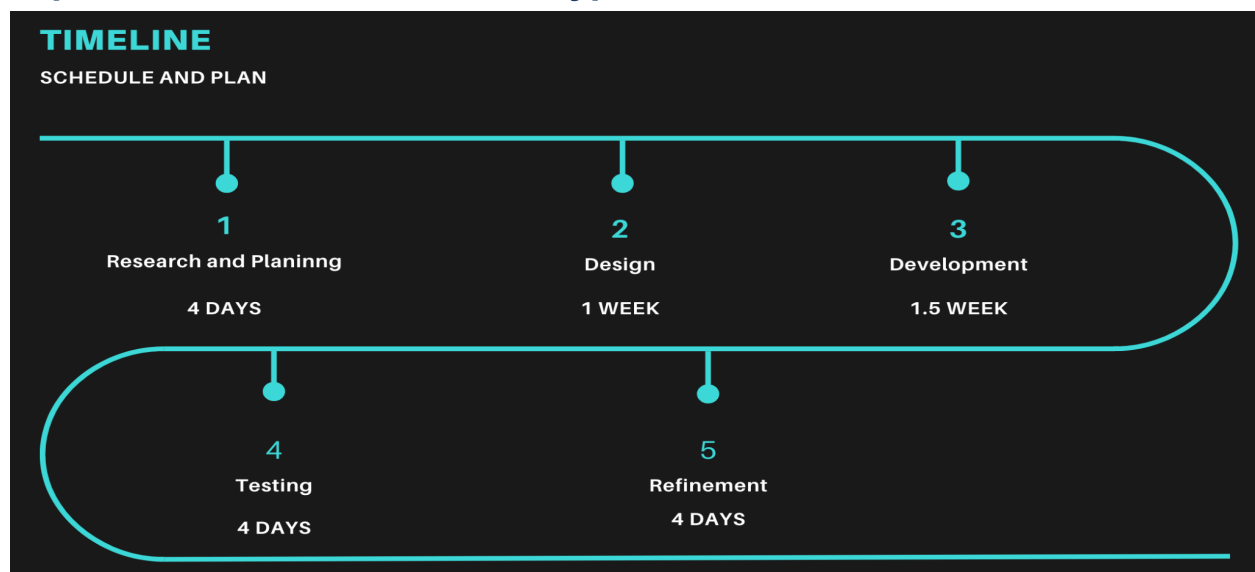 TIMELINE
SCHEDULE AND PLAN
1
2
3
Research and Planinng
Design
Development
4 DAYS
1 WEEK
1.5 WEEK
4
5
Testing
Refinement
4 DAYS
4 DAYS